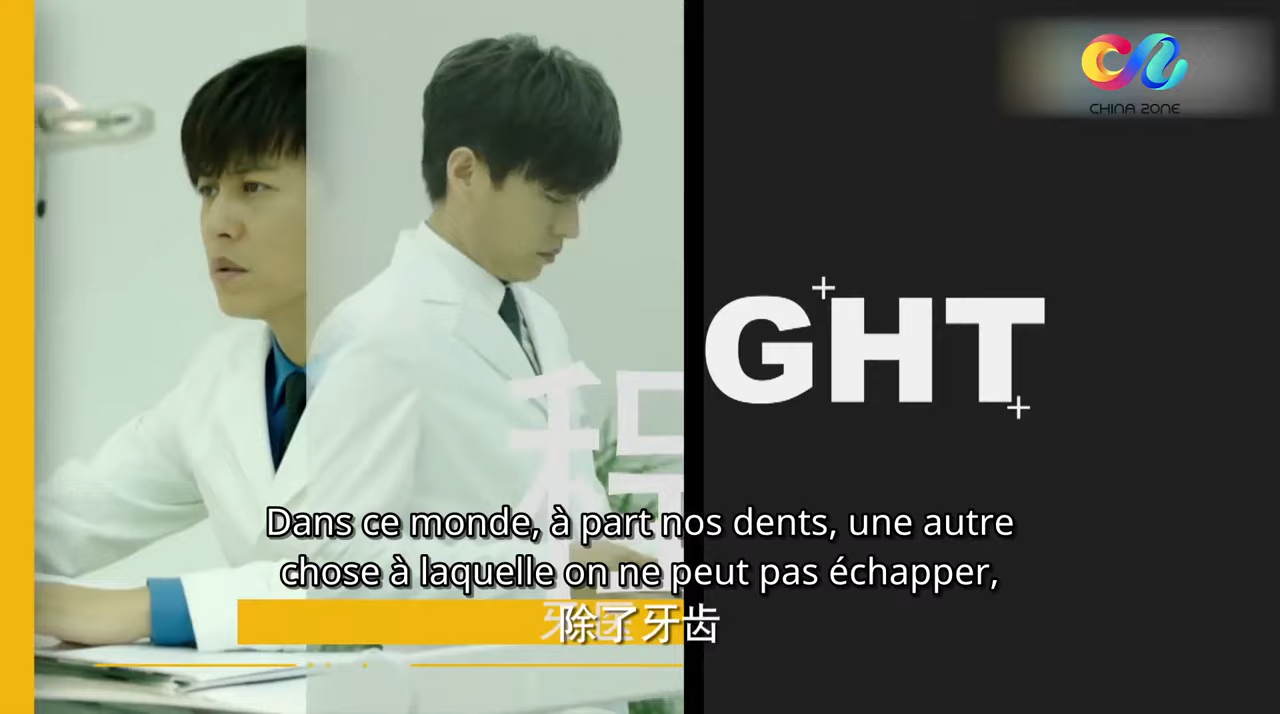 CHINA ZONE
GHT
程
Dans ce monde, à part nos dents, une autre
chose à laquelle on ne peut pas échapper,
除了牙齿